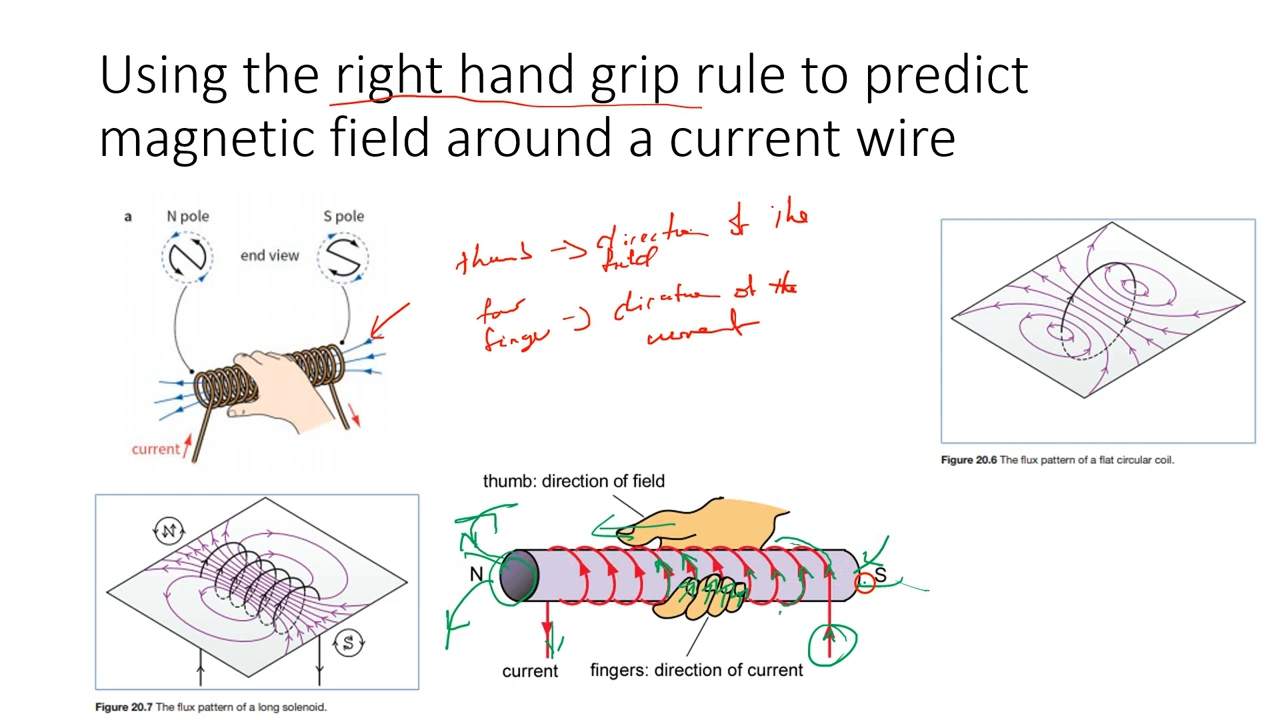 Using the right hand grip rule to predict
magnetic field around a current wire
a
N pole
S pole
end view
current
thumb → direction of the
field
four
finger → direction of the
current
Figure 20.6 The flux pattern of a flat circular coil.
N
S
Figure 20.7 The flux pattern of a long solenoid.
thumb: direction of field
N
N
S
current
fingers: direction of current